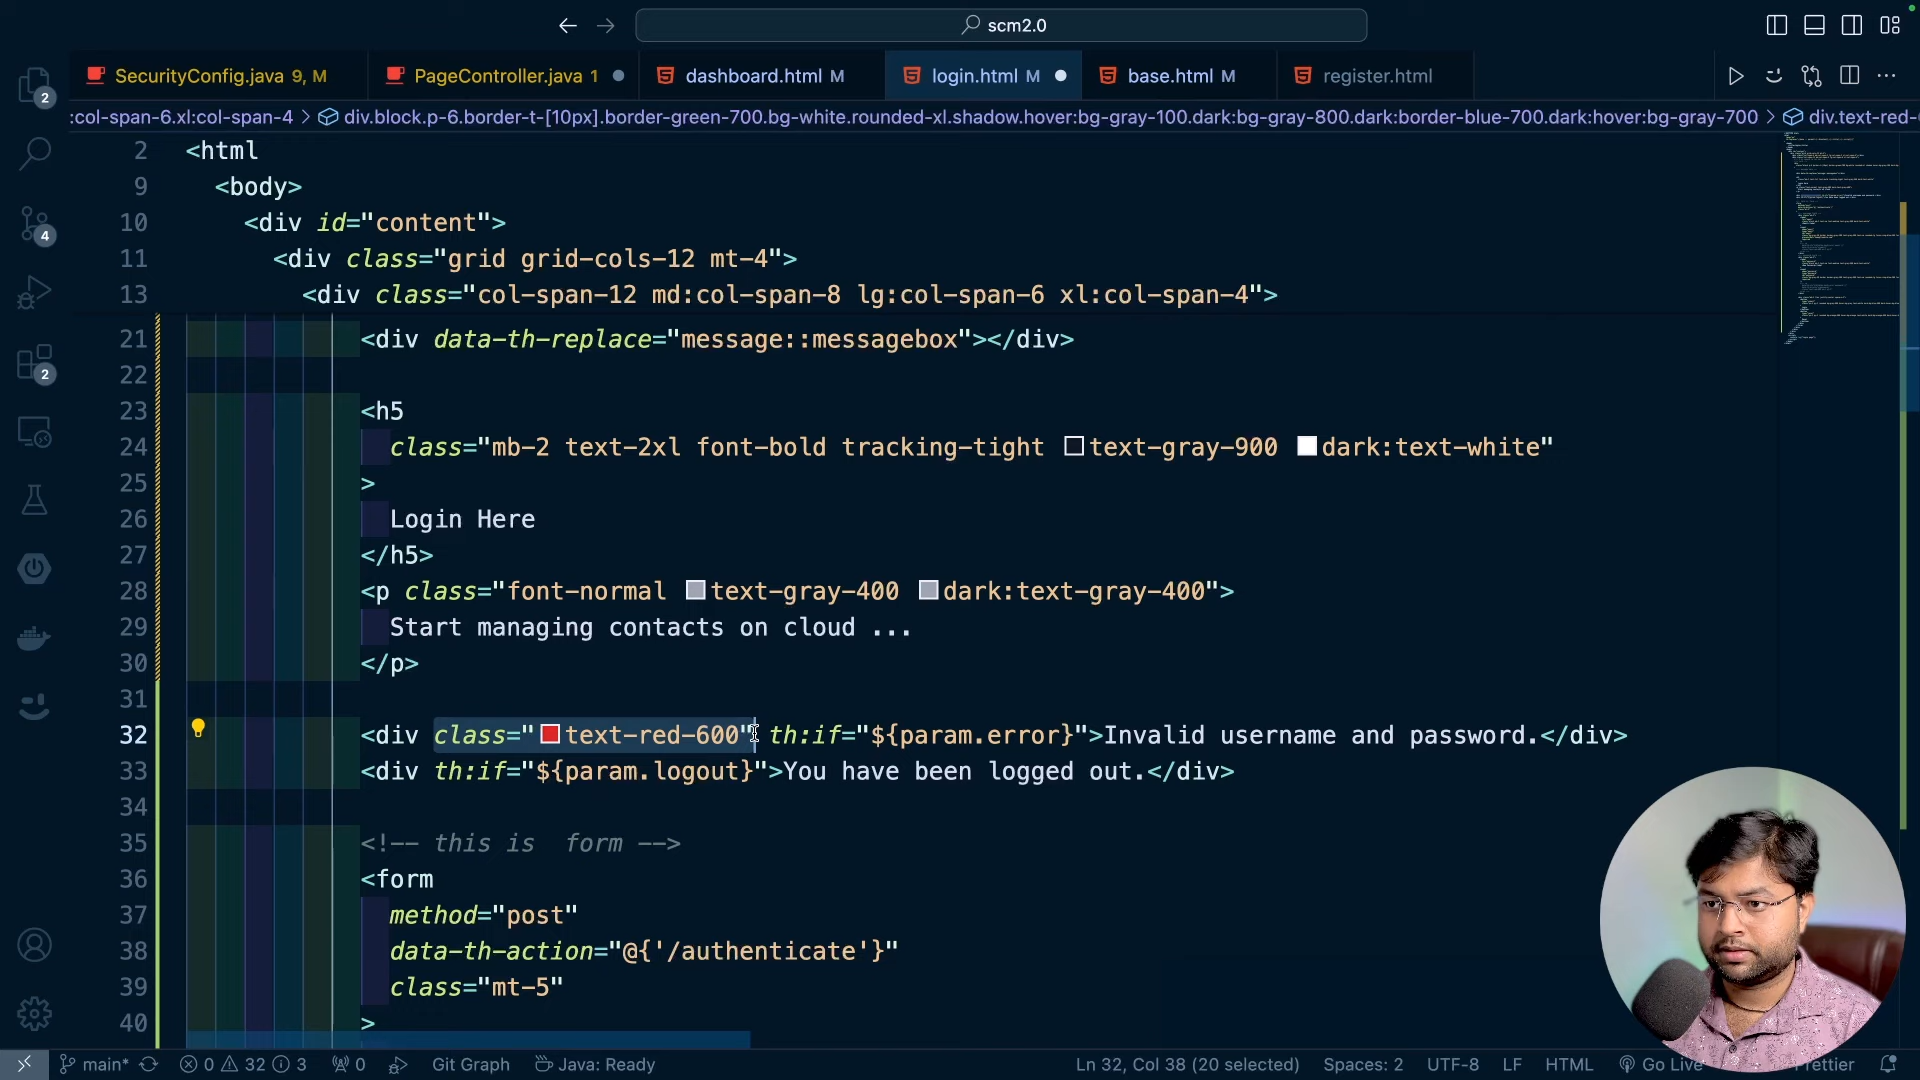 scm2.0
SecurityConfig.java 9, M
PageController.java 1
dashboard.html M
login.html M
base.html M
register.html
:col-span-6.xl:col-span-4 > div.block.p-6.border-t-[10px].border-green-700.bg-white.rounded-xl.shadow.hover:bg-gray-100.dark:bg-gray-800.dark:border-blue-700.dark:hover:bg-gray-700 > div.text-red-6
2 <html
9 <body>
10 <div id="content">
11 <div class="grid grid-cols-12 mt-4">
13 <div class="col-span-12 md:col-span-8 lg:col-span-6 xl:col-span-4">
21 <div data-th-replace="message::messagebox"></div>
22
23 <h5
24 class="mb-2 text-2xl font-bold tracking-tight text-gray-900 dark:text-white"
25 >
26 Login Here
27 </h5>
28 <p class="font-normal text-gray-400 dark:text-gray-400">
29 Start managing contacts on cloud ...
30 </p>
31
32 <div class="text-red-600" th:if="${param.error}">Invalid username and password.</div>
33 <div th:if="${param.logout}">You have been logged out.</div>
34
35 <!-- this is  form -->
36 <form
37 method="post"
38 data-th-action="@{'/authenticate'}"
39 class="mt-5"
40 >
2
4
2
main* 0 32 3 0 Git Graph Java: Ready Ln 32, Col 38 (20 selected) Spaces: 2 UTF-8 LF HTML Go Live Prettier